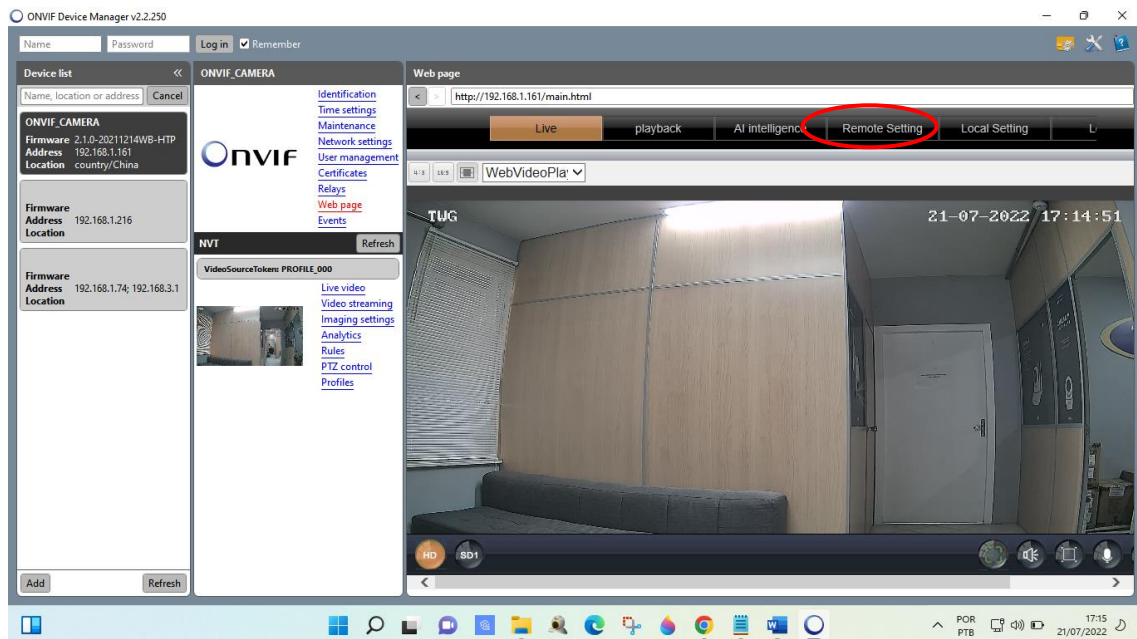 ONVIF Device Manager v2.2.250
Name Password Log in Remember
Device list «
Name, location or address Cancel
ONVIF_CAMERA
Firmware 2.1.0-20211214WB-HTP
Address 192.168.1.161
Location country/China
Firmware
Address 192.168.1.216
Location
Firmware
Address 192.168.1.74; 192.168.3.1
Location
Add Refresh
ONVIF_CAMERA
ONVIF
Identification
Time settings
Maintenance
Network settings
User management
Certificates
Relays
Web page
Events
NVT Refresh
VideoSourceToken: PROFILE_000
Live video
Video streaming
Imaging settings
Analytics
Rules
PTZ control
Profiles
Web page
< > http://192.168.1.161/main.html
Live playback AI intelligence Remote Setting Local Setting
4:3 16:9 WebVideoPla
TWG 21-07-2022 17:14:51
HD SD1
POR
PTB
17:15
21/07/2022